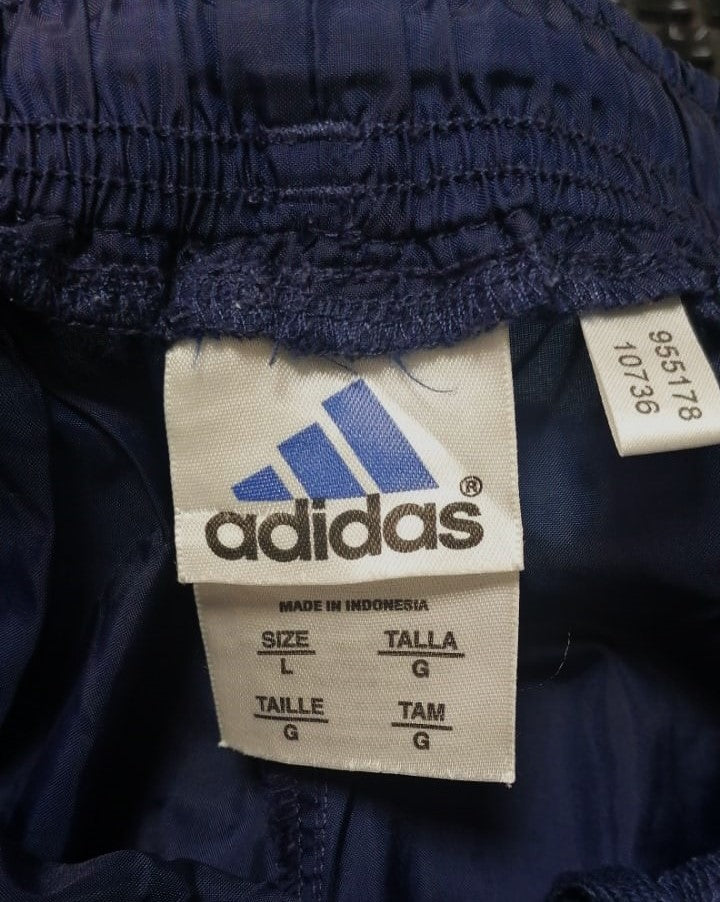 adidas®
MADE IN INDONESIA
SIZE TALLA
L G
TAILLE TAM
G G
955178
10736